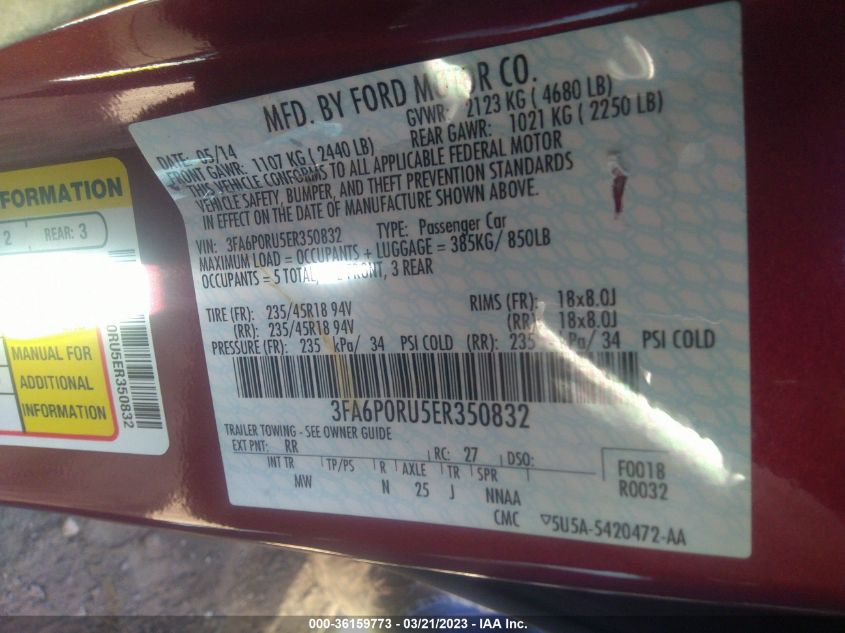 MFD. BY FORD MOTOR CO.
DATE: 05/14 GVWR: 2123 KG ( 4680 LB)
FRONT GAWR: 1107 KG ( 2440 LB) REAR GAWR: 1021 KG ( 2250 LB)
THIS VEHICLE CONFORMS TO ALL APPLICABLE FEDERAL MOTOR
VEHICLE SAFETY, BUMPER, AND THEFT PREVENTION STANDARDS
IN EFFECT ON THE DATE OF MANUFACTURE SHOWN ABOVE.
VIN: 3FA6P0RU5ER350832 TYPE: Passenger Car
MAXIMUM LOAD = OCCUPANTS + LUGGAGE = 385KG/ 850LB
OCCUPANTS = 5 TOTAL, 2 FRONT, 3 REAR
TIRE (FR): 235/45R18 94V RIMS (FR): 18x8.0J
(RR): 235/45R18 94V (RR) 18x8.0J
PRESSURE (FR): 235 kPa/ 34 PSI COLD (RR): 235 kPa/ 34 PSI COLD
3FA6P0RU5ER350832
TRAILER TOWING - SEE OWNER GUIDE
EXT PNT: RR RC: 27 DSO: F0018
INT TR TP/PS R AXLE TR SPR R0032
MW N 25 J NNAA
CMC 5U5A-5420472-AA
FORMATION
2 REAR: 3
MANUAL FOR
ADDITIONAL
INFORMATION
0RU5ER350832
000-36159773 - 03/21/2023 - IAA Inc.